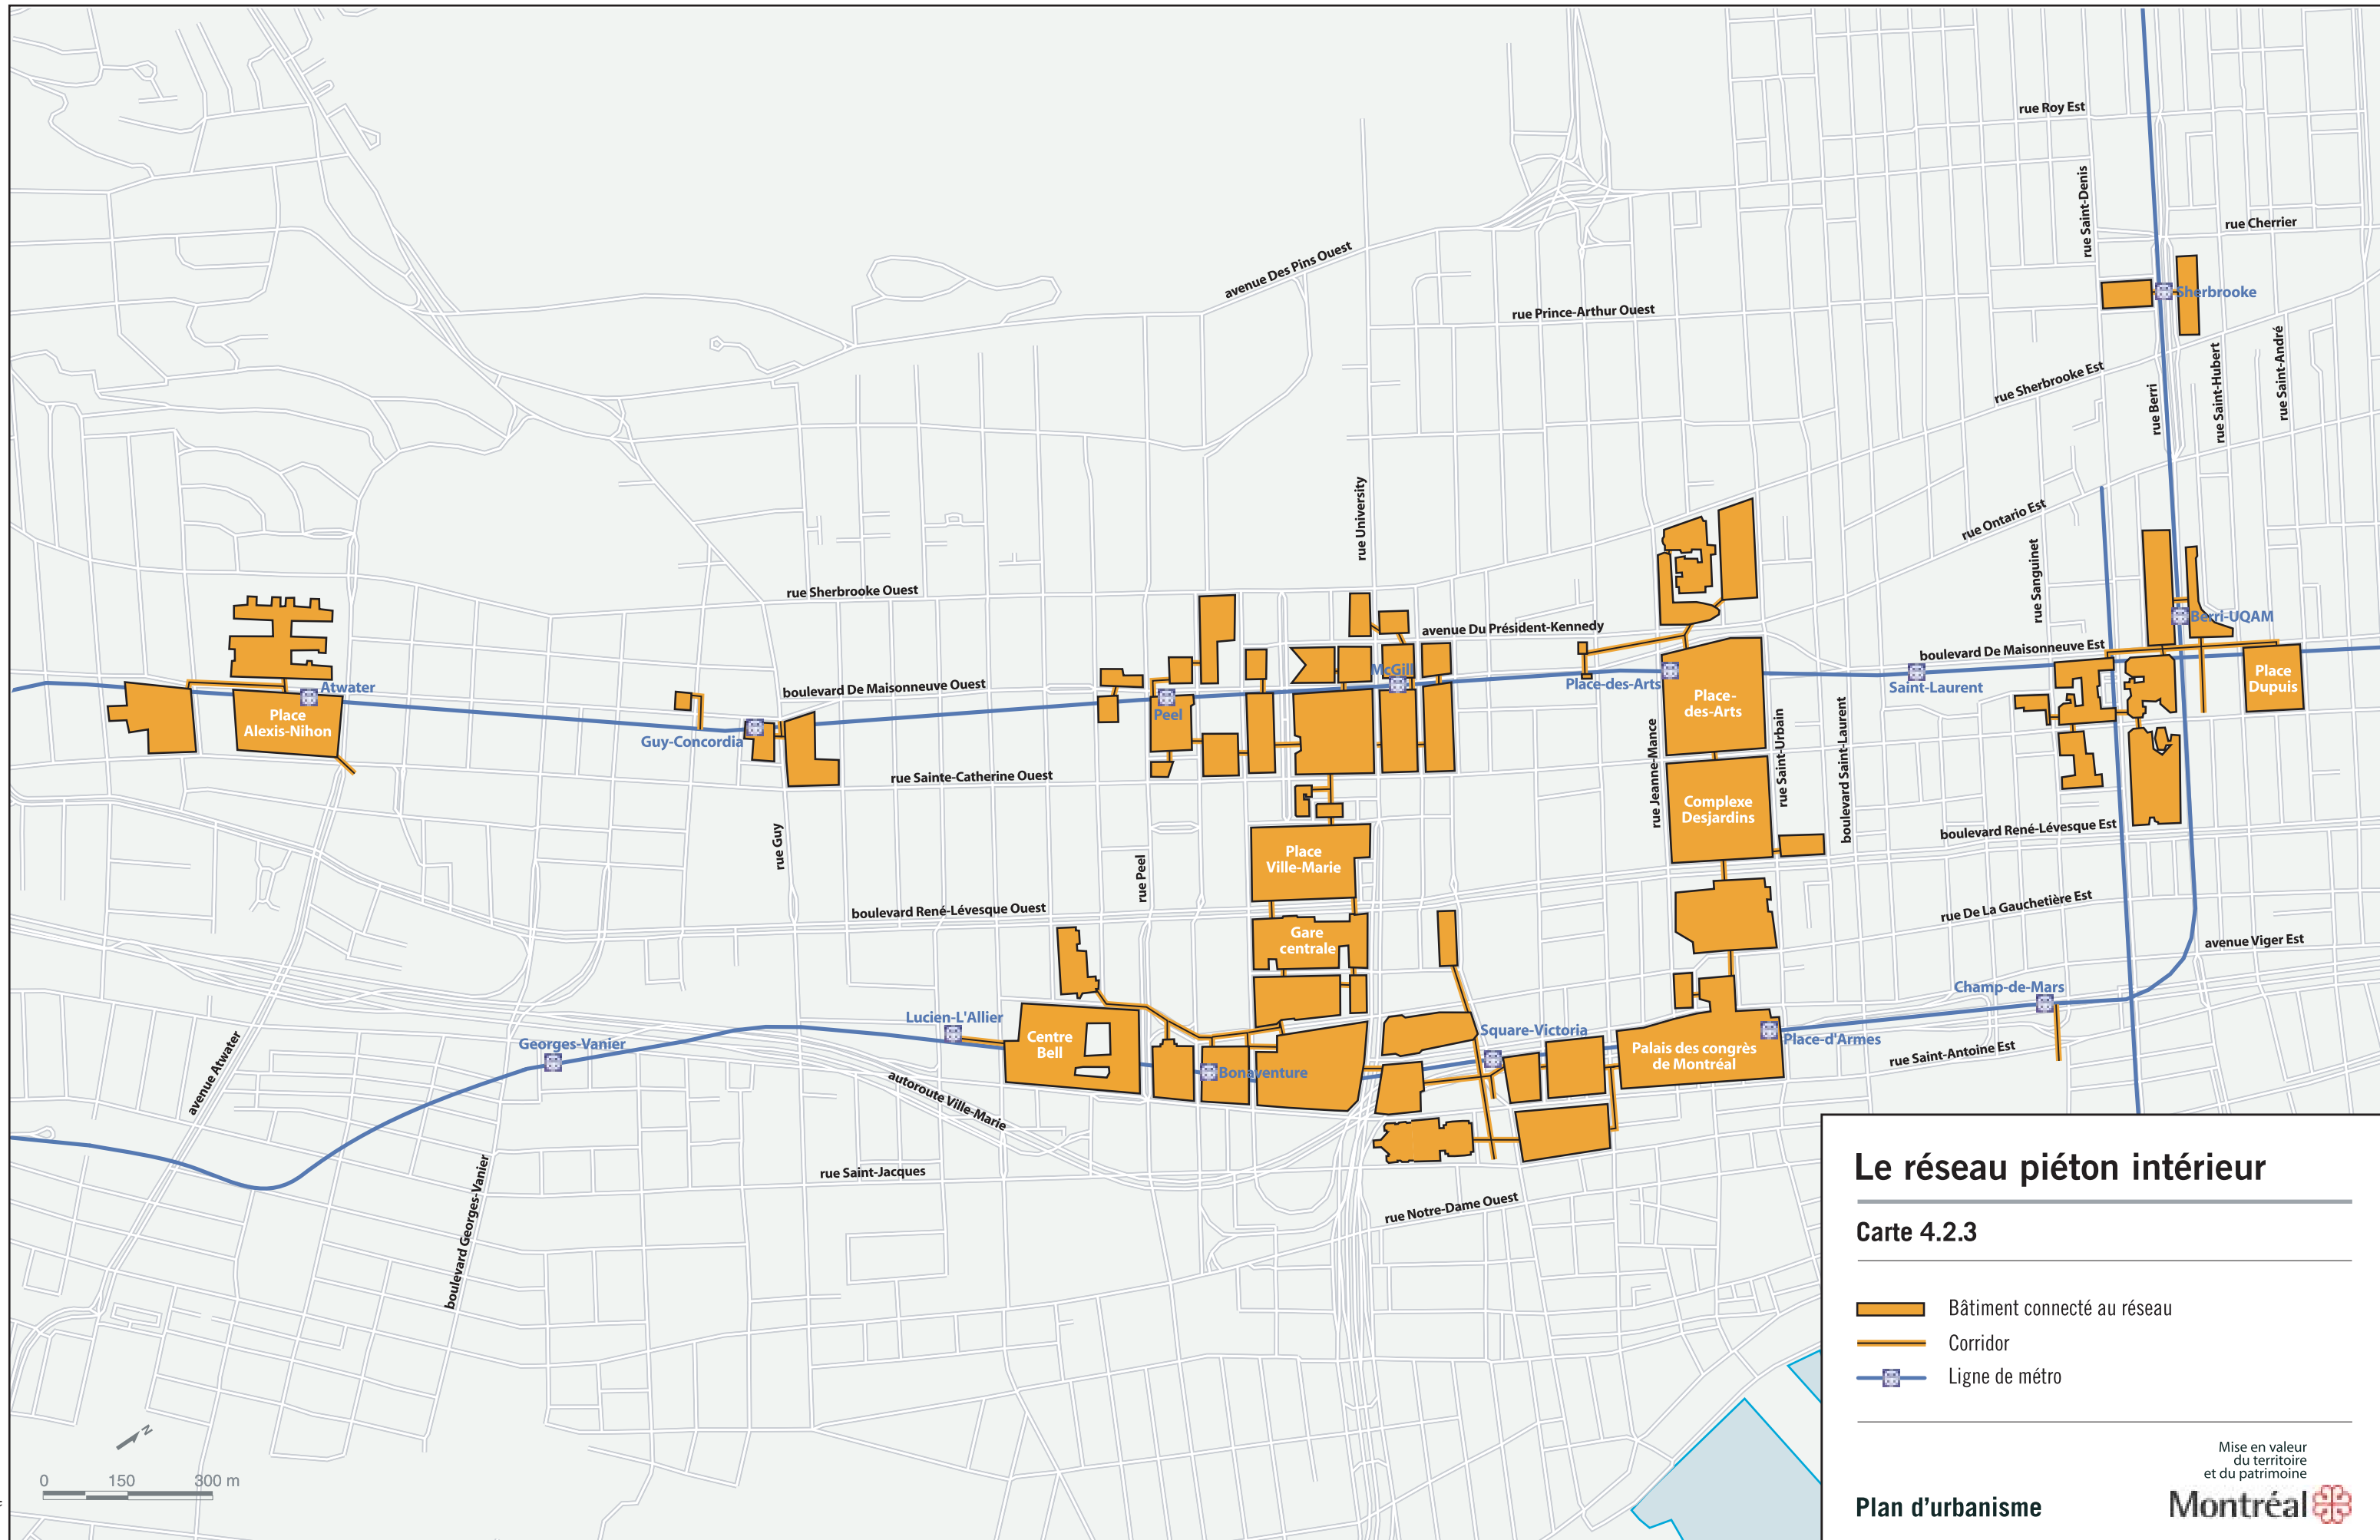 rue Roy Est
rue Saint-Denis
rue Cherrier
avenue Des Pins Ouest
Sherbrooke
rue Prince-Arthur Ouest
rue Sherbrooke Est
rue Berri
rue Saint-Hubert
rue Saint-André
rue University
rue Ontario Est
rue Sanguinet
rue Sherbrooke Ouest
avenue Du Président-Kennedy
Berri-UQAM
boulevard De Maisonneuve Est
McGill
Place-des-Arts
Saint-Laurent
Place
Dupuis
Atwater
boulevard De Maisonneuve Ouest
Place
Alexis-Nihon
Peel
Place-
des-Arts
Guy-Concordia
rue Jeanne-Mance
rue Saint-Urbain
boulevard Saint-Laurent
rue Sainte-Catherine Ouest
Complexe
Desjardins
rue Guy
rue Peel
Place
Ville-Marie
boulevard René-Lévesque Est
boulevard René-Lévesque Ouest
rue De La Gauchetière Est
Gare
centrale
avenue Viger Est
Champ-de-Mars
Lucien-L'Allier
Georges-Vanier
Centre
Bell
Square-Victoria
Place-d'Armes
Palais des congrès
de Montréal
rue Saint-Antoine Est
Bonaventure
avenue Atwater
autoroute Ville-Marie
boulevard Georges-Vanier
rue Saint-Jacques
rue Notre-Dame Ouest
Le réseau piéton intérieur
Carte 4.2.3
Bâtiment connecté au réseau
Corridor
Ligne de métro
N
0 150 300 m
Mise en valeur
du territoire
et du patrimoine
Plan d'urbanisme
Montréal